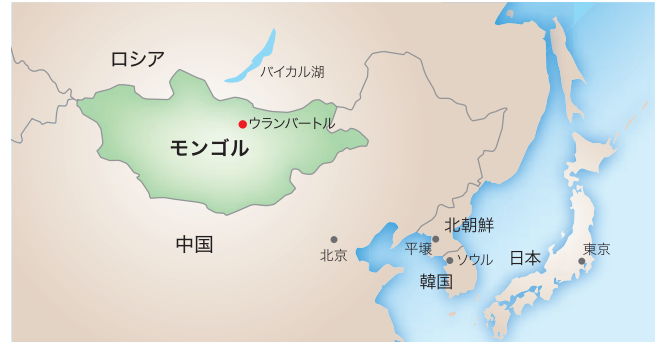 ロシア
バイカル湖
ウランバートル
モンゴル
中国
北京
北朝鮮
平壌
ソウル
韓国
日本
東京